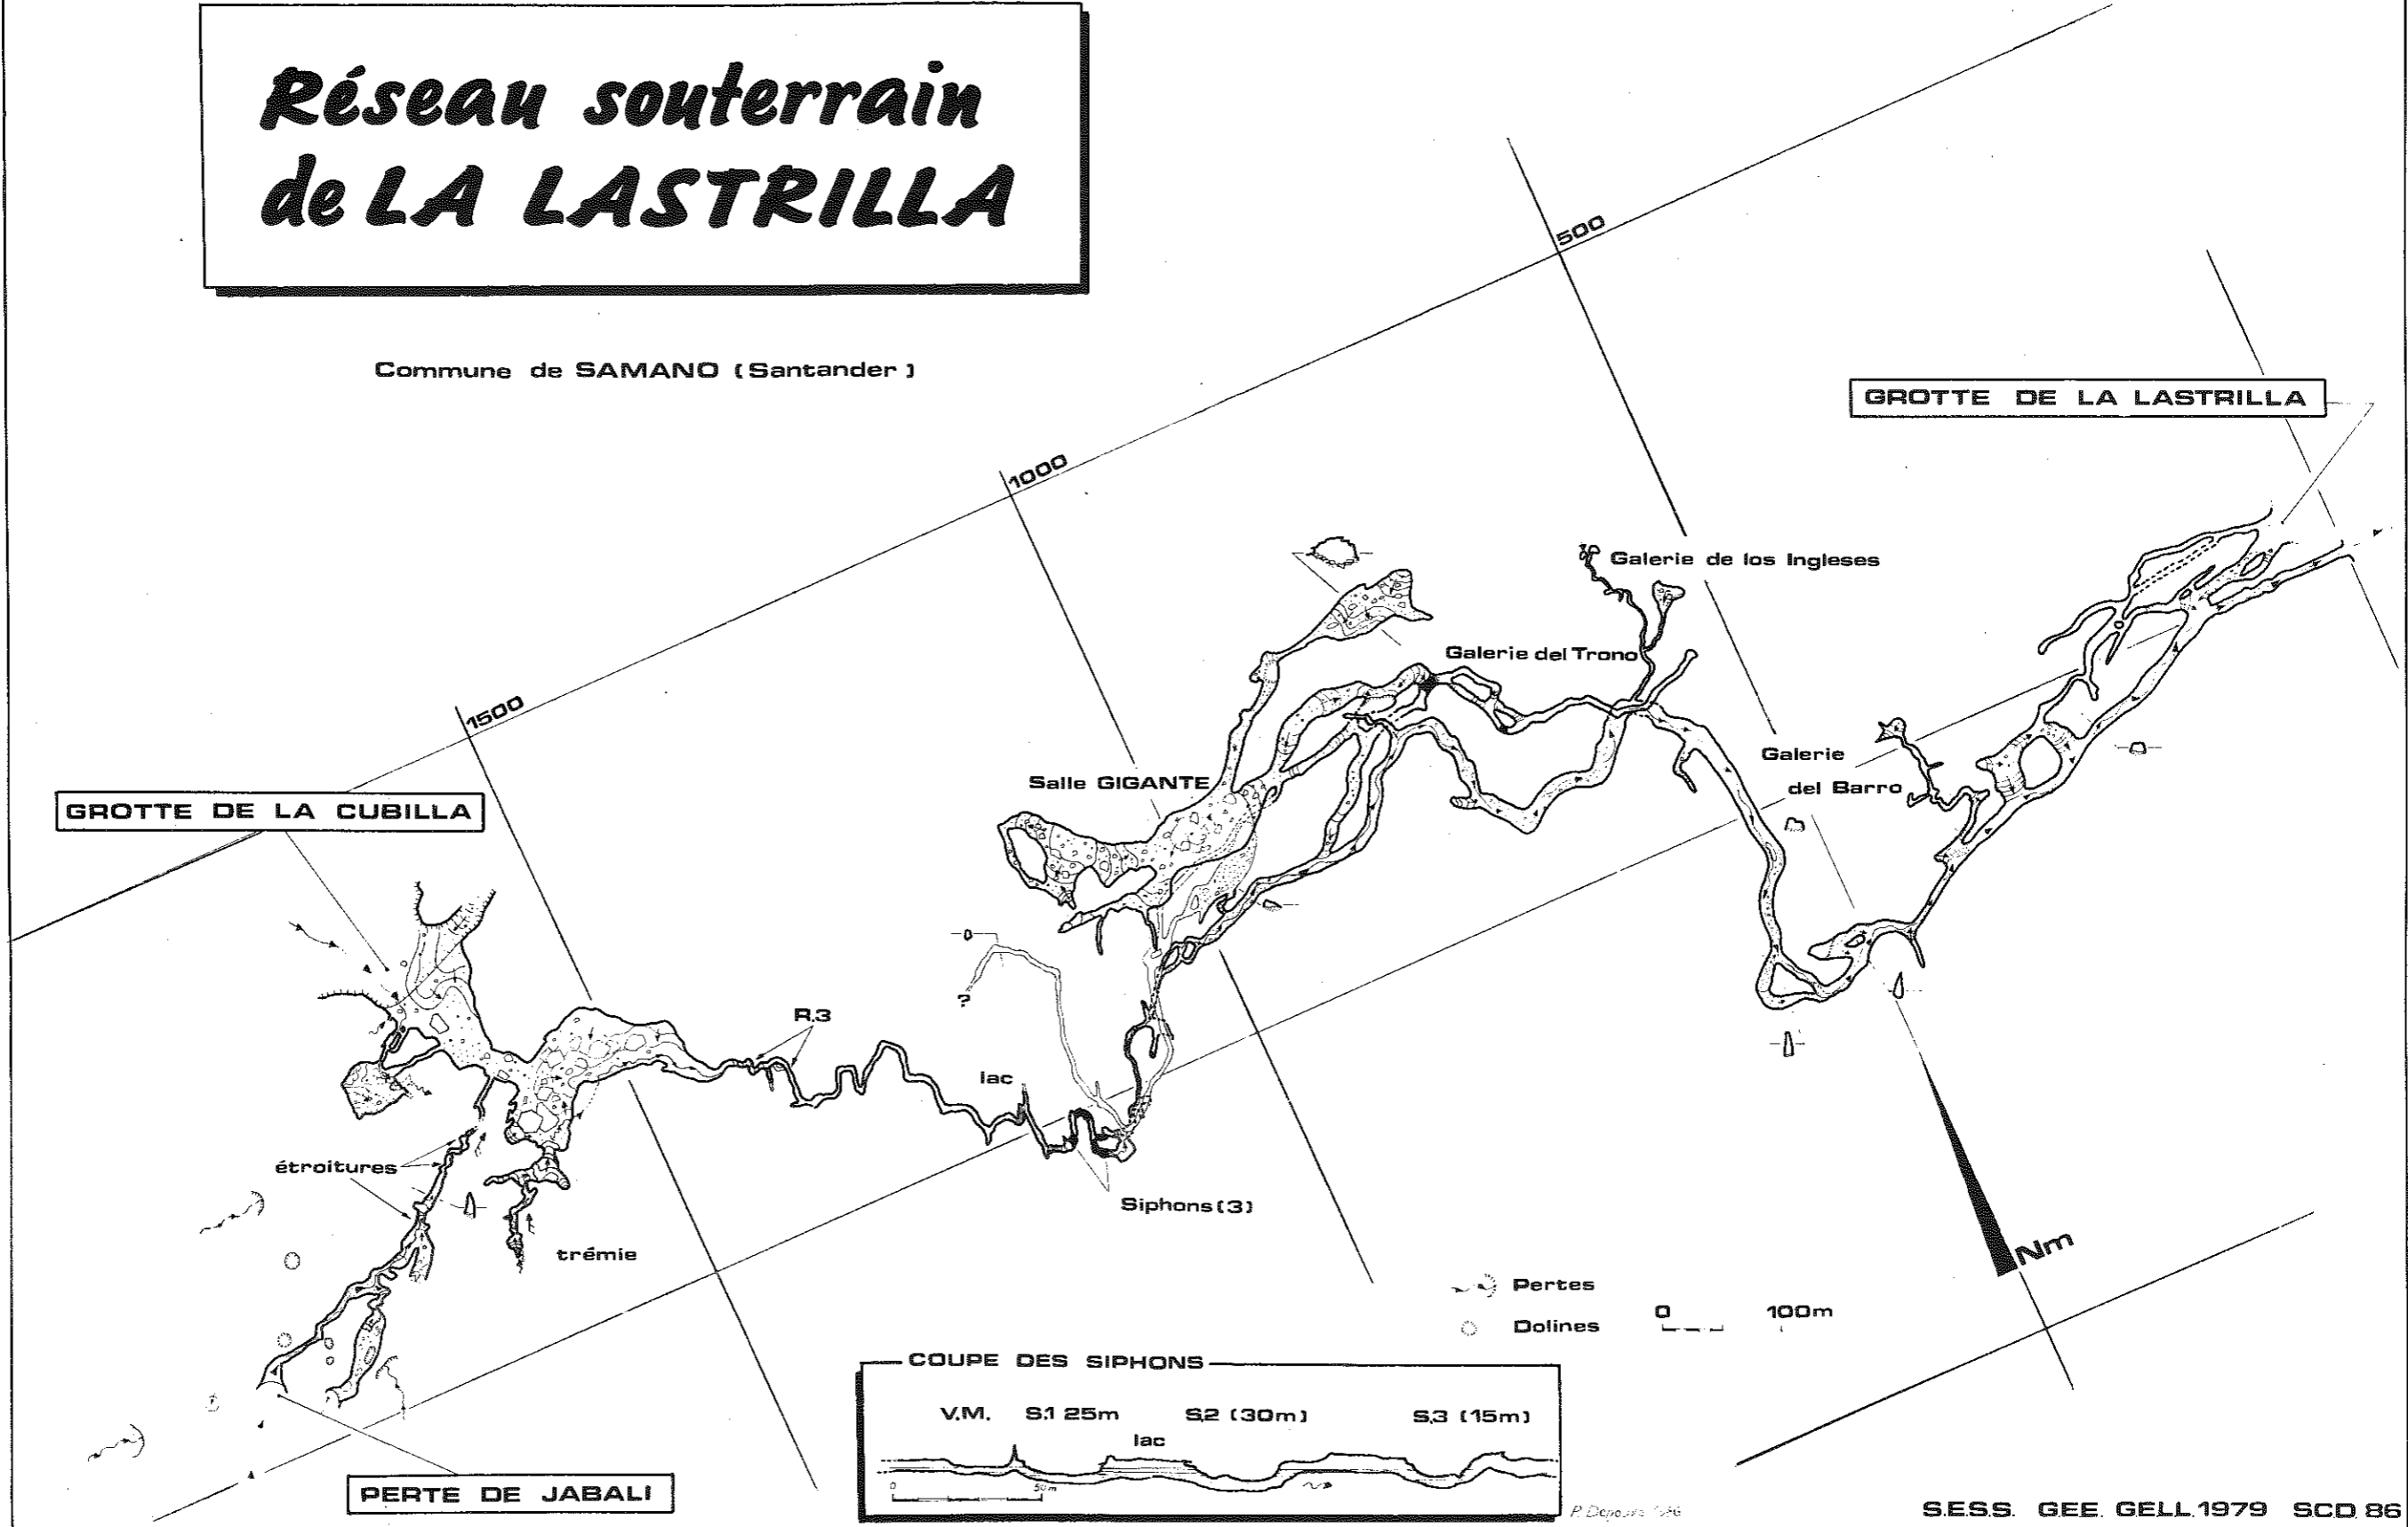 Réseau souterrain
de LA LASTRILLA
Commune de SAMANO (Santander)
500
1000
1500
GROTTE DE LA LASTRILLA
Galerie de los Ingleses
Galerie del Trono
Galerie
del Barro
Salle GIGANTE
GROTTE DE LA CUBILLA
R.3
lac
?
étroitures
Siphons (3)
trémie
Nm
Pertes
Dolines
0 100m
COUPE DES SIPHONS
V.M. S.1 25m S.2 (30m) S.3 (15m)
lac
0 50m
PERTE DE JABALI
S.E.S.S. G.E.E. G.E.L.L. 1979 S.C.D. 86